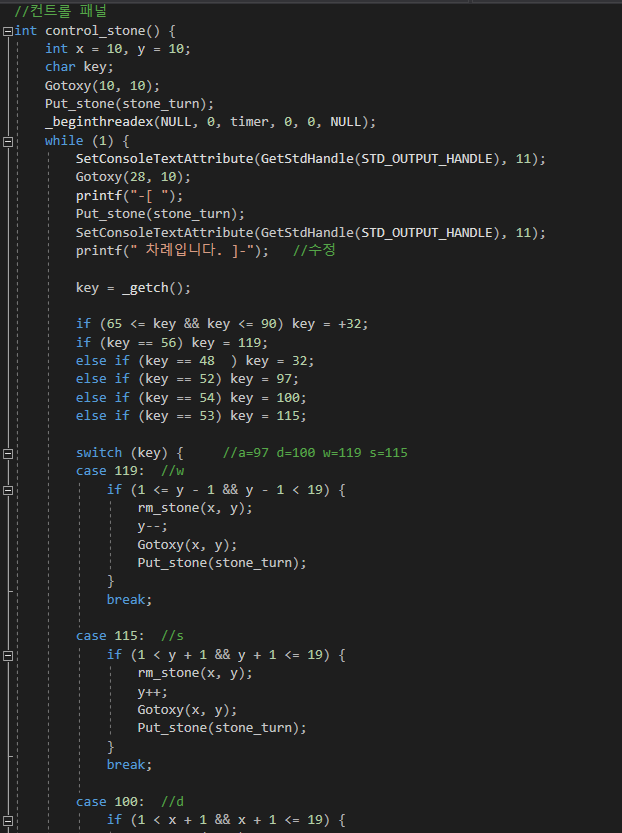 //컨트롤 패널
int control_stone() {
int x = 10, y = 10;
char key;
Gotoxy(10, 10);
Put_stone(stone_turn);
_beginthreadex(NULL, 0, timer, 0, 0, NULL);
while (1) {
SetConsoleTextAttribute(GetStdHandle(STD_OUTPUT_HANDLE), 11);
Gotoxy(28, 10);
printf("-[ ");
Put_stone(stone_turn);
SetConsoleTextAttribute(GetStdHandle(STD_OUTPUT_HANDLE), 11);
printf(" 차례입니다. ]-");   //수정
key = _getch();
if (65 <= key && key <= 90) key = +32;
if (key == 56) key = 119;
else if (key == 48  ) key = 32;
else if (key == 52) key = 97;
else if (key == 54) key = 100;
else if (key == 53) key = 115;
switch (key) {     //a=97 d=100 w=119 s=115
case 119:  //w
if (1 <= y - 1 && y - 1 < 19) {
rm_stone(x, y);
y--;
Gotoxy(x, y);
Put_stone(stone_turn);
}
break;
case 115:  //s
if (1 < y + 1 && y + 1 <= 19) {
rm_stone(x, y);
y++;
Gotoxy(x, y);
Put_stone(stone_turn);
}
break;
case 100:  //d
if (1 < x + 1 && x + 1 <= 19) {